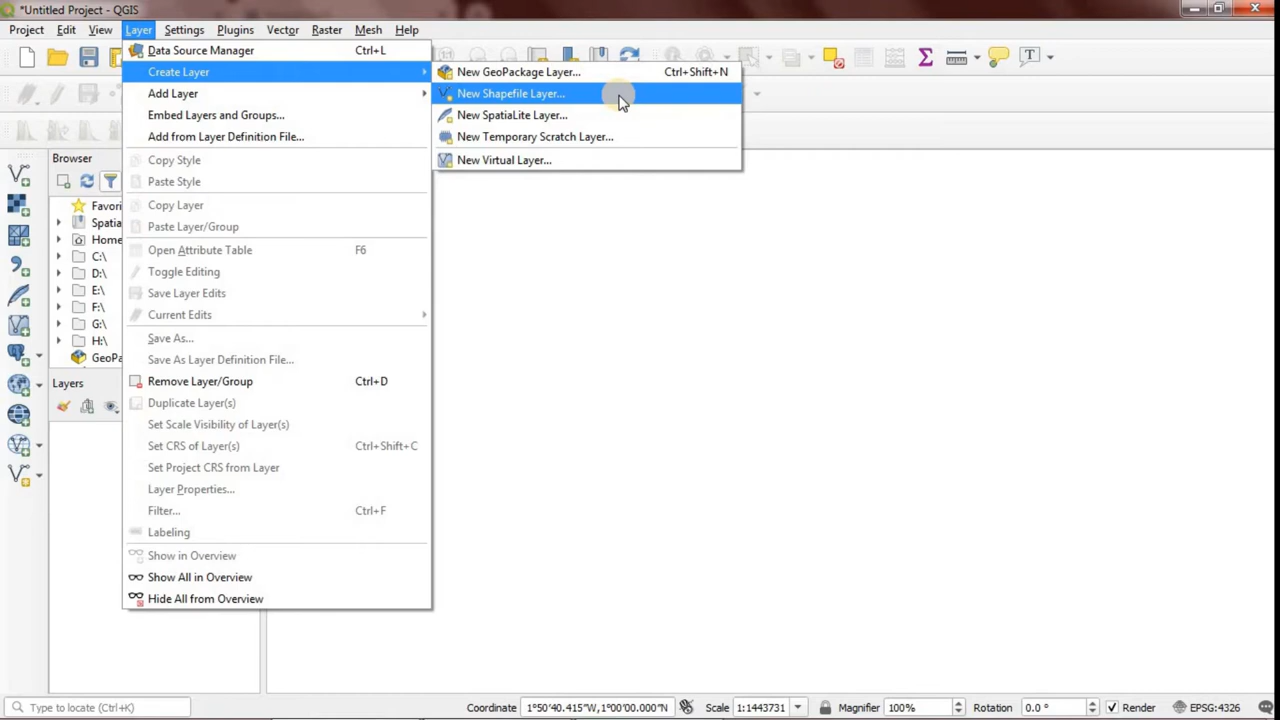 *Untitled Project - QGIS
Project Edit View Layer Settings Plugins Vector Raster Mesh Help
Data Source Manager Ctrl+L
Create Layer
Add Layer
Embed Layers and Groups...
Add from Layer Definition File...
Copy Style
Paste Style
Copy Layer
Paste Layer/Group
Open Attribute Table F6
Toggle Editing
Save Layer Edits
Current Edits
Save As...
Save As Layer Definition File...
Remove Layer/Group Ctrl+D
Duplicate Layer(s)
Set Scale Visibility of Layer(s)
Set CRS of Layer(s) Ctrl+Shift+C
Set Project CRS from Layer
Layer Properties...
Filter... Ctrl+F
Labeling
Show in Overview
Show All in Overview
Hide All from Overview
New GeoPackage Layer... Ctrl+Shift+N
New Shapefile Layer...
New SpatiaLite Layer...
New Temporary Scratch Layer...
New Virtual Layer...
Browser
Favori
Spatia
Home
C:\
D:\
E:\
F:\
G:\
H:\
GeoPa
Layers
Type to locate (Ctrl+K) Coordinate 1°50'40.415"W,1°00'00.000"N Scale 1:1443731 Magnifier 100% Rotation 0.0 ° Render EPSG:4326